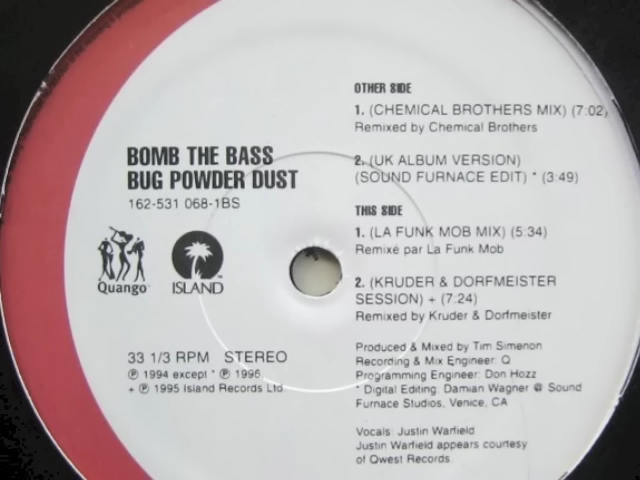 BOMB THE BASS
BUG POWDER DUST
162-531 068-1BS
Quango
ISLAND
33 1/3 RPM STEREO
℗ 1994 except * ℗ 1996
+ ℗ 1995 Island Records Ltd
OTHER SIDE
1. (CHEMICAL BROTHERS MIX) (7:02)
Remixed by Chemical Brothers
2. (UK ALBUM VERSION)
(SOUND FURNACE EDIT) * (3:49)
THIS SIDE
1. (LA FUNK MOB MIX) (5:34)
Remixé par La Funk Mob
2. (KRUDER & DORFMEISTER
SESSION) + (7:24)
Remixed by Kruder & Dorfmeister
Produced & Mixed by Tim Simenon
Recording & Mix Engineer: Q
Programming Engineer: Don Hozz
* Digital Editing: Damian Wagner @ Sound
Furnace Studios, Venice, CA
Vocals: Justin Warfield
Justin Warfield appears courtesy
of Qwest Records.